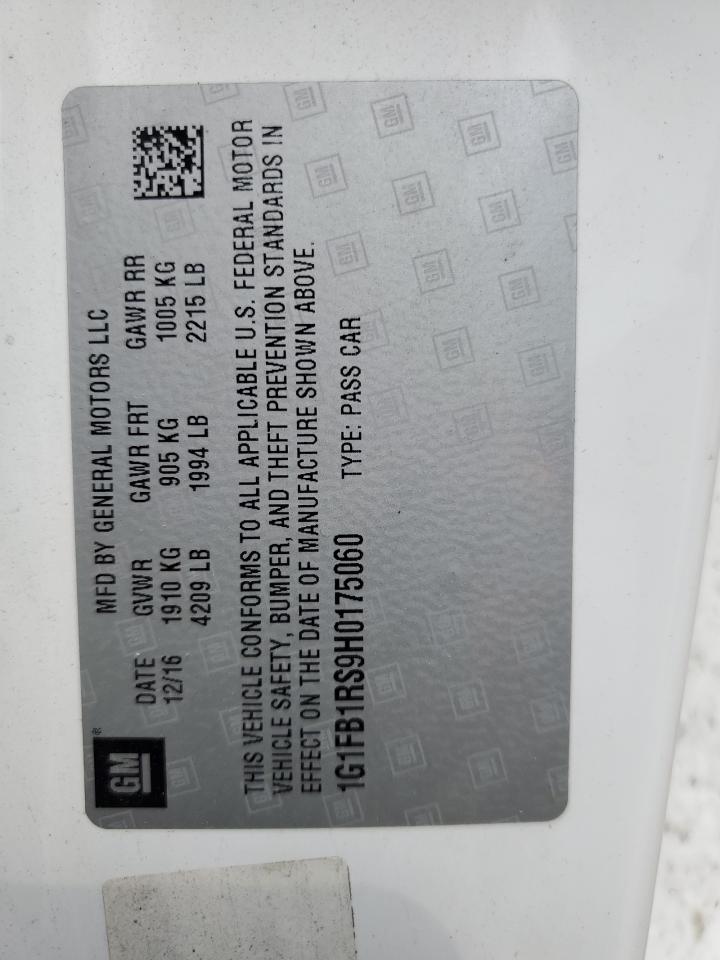 GM®
MFD BY GENERAL MOTORS LLC
DATE GVWR GAWR FRT GAWR RR
12/16 1910 KG 905 KG 1005 KG
4209 LB 1994 LB 2215 LB
THIS VEHICLE CONFORMS TO ALL APPLICABLE U.S. FEDERAL MOTOR
VEHICLE SAFETY, BUMPER, AND THEFT PREVENTION STANDARDS IN
EFFECT ON THE DATE OF MANUFACTURE SHOWN ABOVE.
1G1FB1RS9H0175060 TYPE: PASS CAR